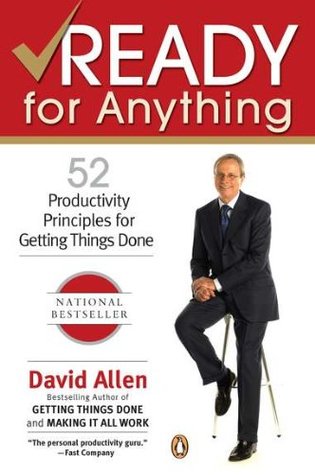 READY
for Anything
52
Productivity
Principles for
Getting Things Done
NATIONAL
BESTSELLER
David Allen
Bestselling Author of
GETTING THINGS DONE
and MAKING IT ALL WORK
"The personal productivity guru."
—Fast Company